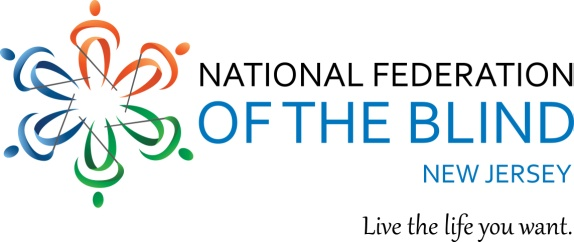 NATIONAL FEDERATION
OF THE BLIND
NEW JERSEY
Live the life you want.